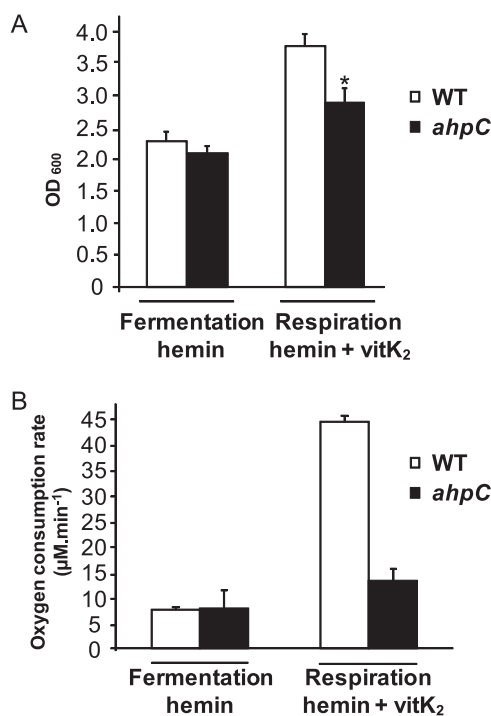 A
4.0
3.5
3.0
2.5
2.0
1.5
1.0
0.5
0
OD 600
*
WT
ahpC
Fermentation
hemin
Respiration
hemin + vitK2
B
45
40
35
30
25
20
15
10
5
0
Oxygen consumption rate
(µM.min-1)
WT
ahpC
Fermentation
hemin
Respiration
hemin + vitK2